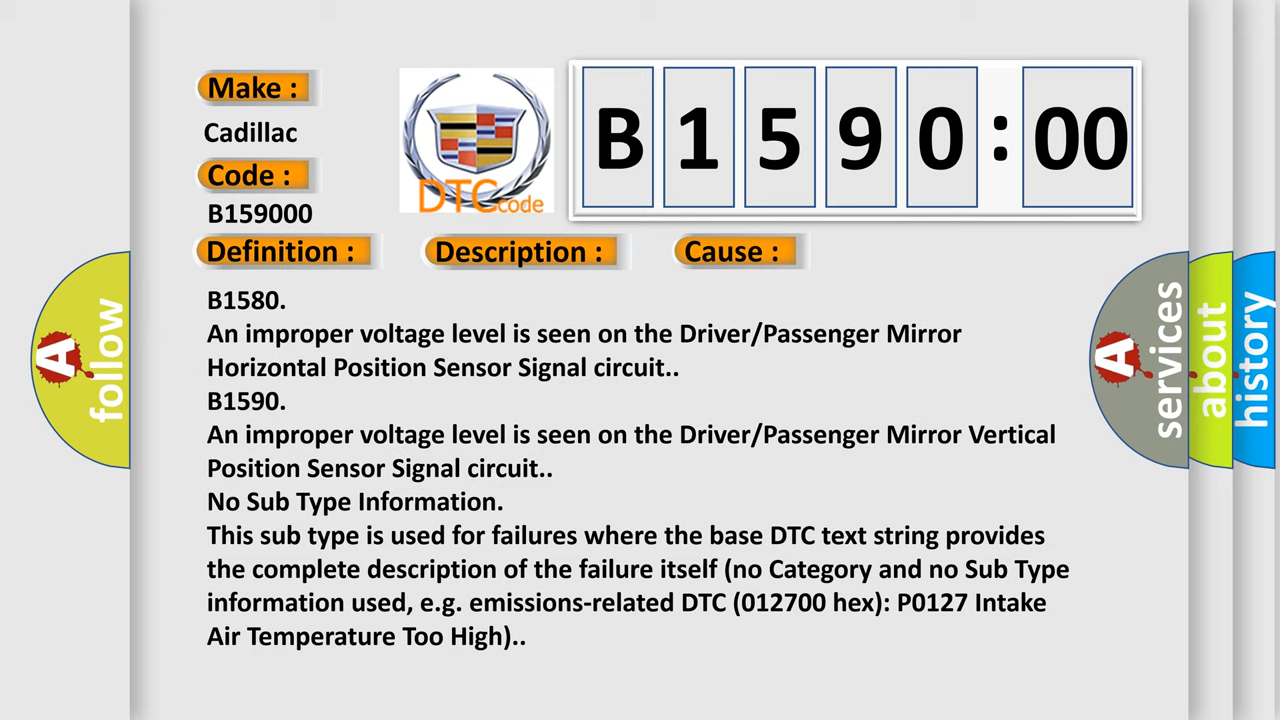 Make :
Cadillac
Code :
B159000
DTC code
B 1 5 9 0 : 00
Definition :
Description :
Cause :
B1580.
An improper voltage level is seen on the Driver/Passenger Mirror
Horizontal Position Sensor Signal circuit..
B1590.
An improper voltage level is seen on the Driver/Passenger Mirror Vertical
Position Sensor Signal circuit..
No Sub Type Information.
This sub type is used for failures where the base DTC text string provides
the complete description of the failure itself (no Category and no Sub Type
information used, e.g. emissions-related DTC (012700 hex): P0127 Intake
Air Temperature Too High)..
A follow
A services
about
history